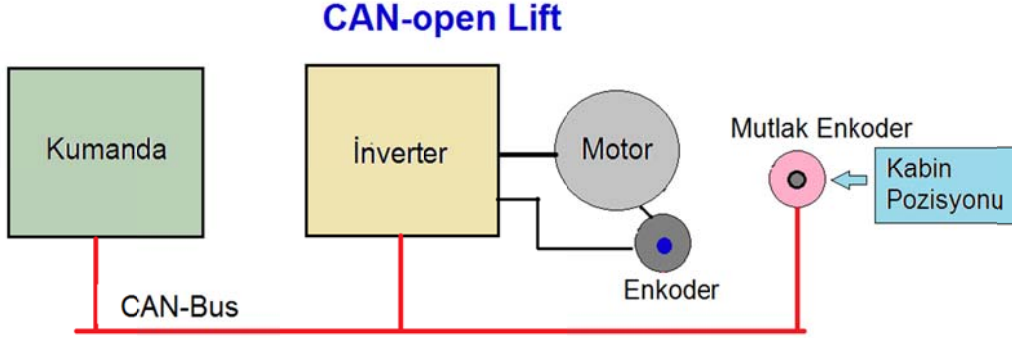 CAN-open Lift
Kumanda
İnverter
Motor
Mutlak Enkoder
Kabin
Pozisyonu
Enkoder
CAN-Bus